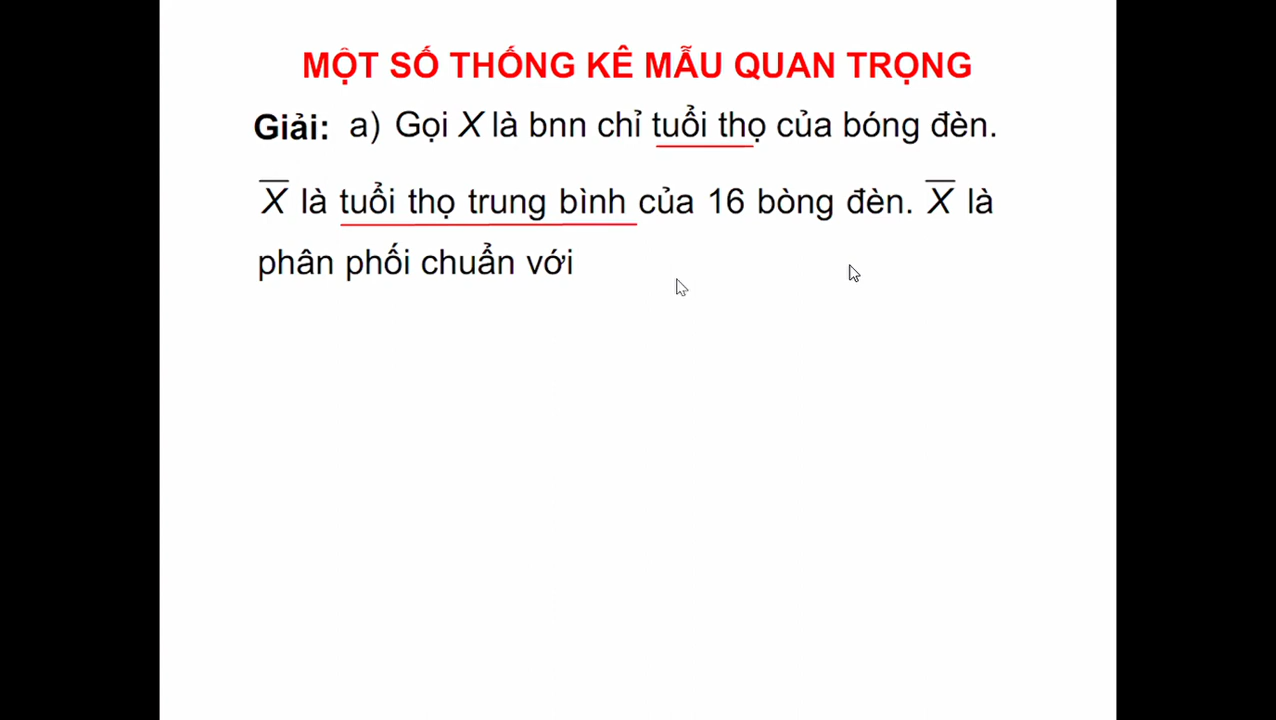 MỘT SỐ THỐNG KÊ MẪU QUAN TRỌNG
Giải: a) Gọi X là bnn chỉ tuổi thọ của bóng đèn.
X̅ là tuổi thọ trung bình của 16 bòng đèn. X̅ là
phân phối chuẩn với